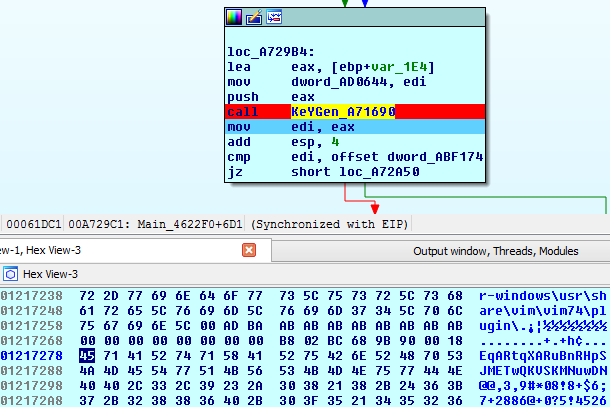 loc_A729B4:
lea eax, [ebp+var_1E4]
mov dword_AD0644, edi
push eax
call KeYGen_A71690
mov edi, eax
add esp, 4
cmp edi, offset dword_ABF174
jz short loc_A72A50
00061DC1 00A729C1: Main_4622F0+6D1 (Synchronized with EIP)
ew-1, Hex View-3 Output window, Threads, Modules
Hex View-3
01217238 72 2D 77 69 6E 64 6F 77 73 5C 75 73 72 5C 73 68 r-windows\usr\sh
01217248 61 72 65 5C 76 69 6D 5C 76 69 6D 37 34 5C 70 6C are\vim\vim74\pl
01217258 75 67 69 6E 5C 00 AD BA AB AB AB AB AB AB AB AB ugin\.¡¦½½½½½½½½
01217268 00 00 00 00 00 00 00 00 B8 02 BC 68 9B 90 00 18 ........+.+h¢...
01217278 45 71 41 52 74 71 58 41 52 75 42 6E 52 48 70 53 EqARtqXARuBnRHpS
01217288 4A 4D 45 54 77 51 4B 56 53 4B 4D 4E 75 77 44 4E JMETwQKVSKMNuwDN
01217298 40 40 2C 33 2C 39 23 2A 30 38 21 38 2B 24 36 3B @@,3,9#*08!8+$6;
012172A8 37 2B 32 38 38 36 40 2B 30 3F 35 21 34 35 32 36 7+2886@+0?5!4526